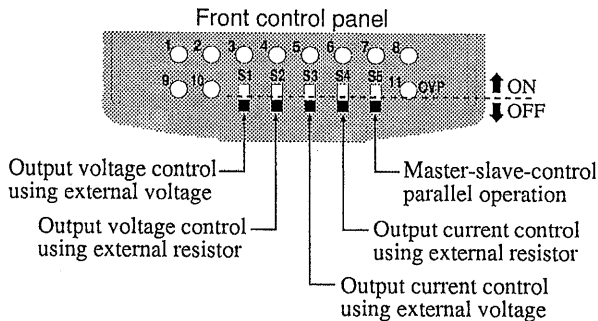 Front control panel
1 2 3 4 5 6 7 8
9 10 S1 S2 S3 S4 S5 11 OVP
ON
OFF
Output voltage control
using external voltage
Master-slave-control
parallel operation
Output voltage control
using external resistor
Output current control
using external resistor
Output current control
using external voltage